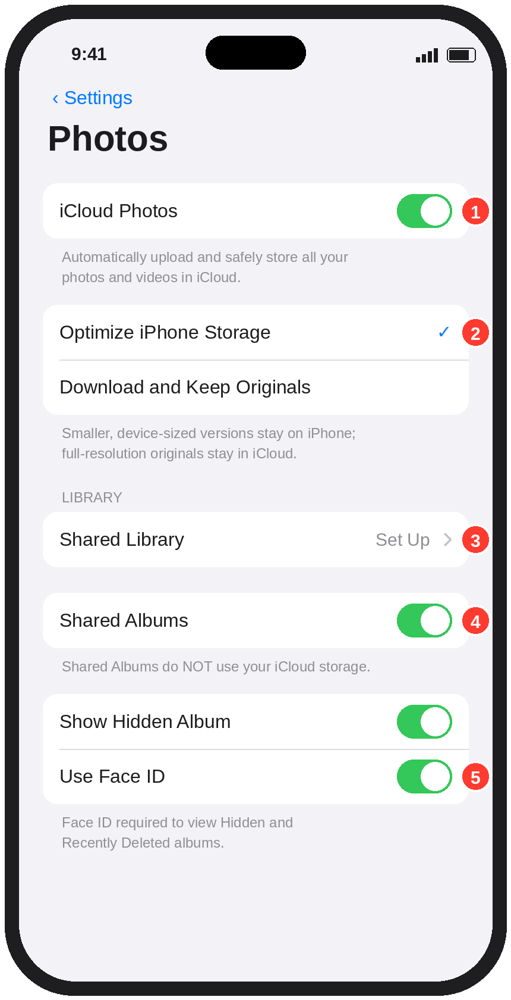 9:41
‹ Settings
Photos
iCloud Photos
1
Automatically upload and safely store all your
photos and videos in iCloud.
Optimize iPhone Storage ✓
2
Download and Keep Originals
Smaller, device-sized versions stay on iPhone;
full-resolution originals stay in iCloud.
LIBRARY
Shared Library Set Up
3
Shared Albums
4
Shared Albums do NOT use your iCloud storage.
Show Hidden Album
Use Face ID
5
Face ID required to view Hidden and
Recently Deleted albums.